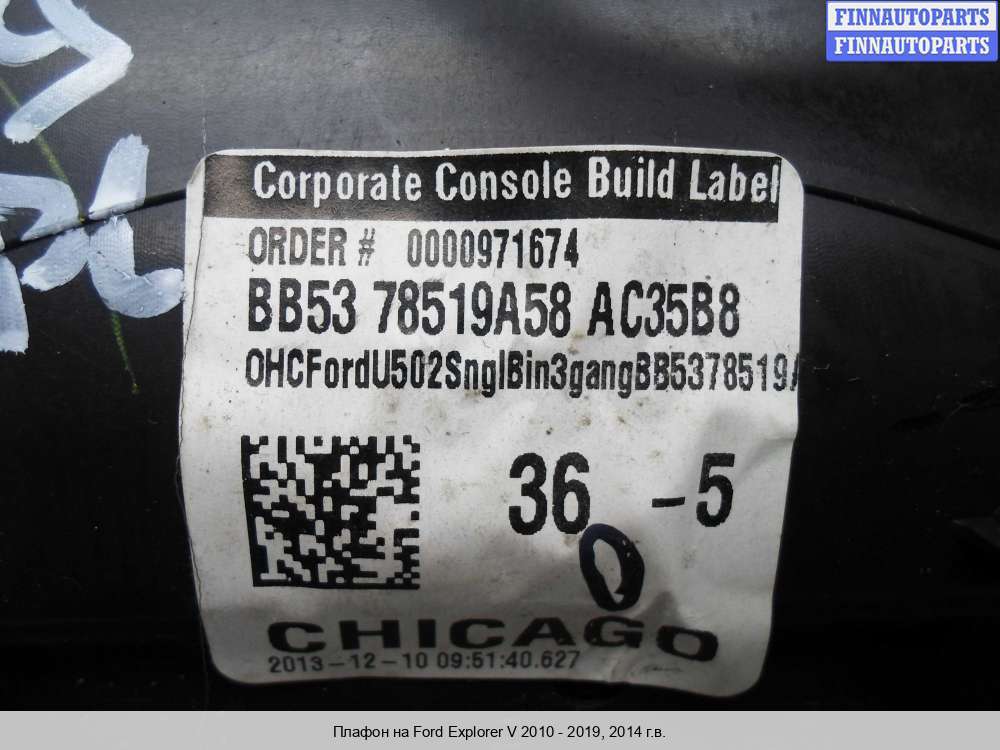 FINNAUTOPARTS
FINNAUTOPARTS
Corporate Console Build Label
ORDER # 0000971674
BB53 78519A58 AC35B8
OHCFordU502SnglBin3gangBB5378519A
36 -5
0
CHICAGO
2013-12-10 09:51:40.627
Плафон на Ford Explorer V 2010 - 2019, 2014 г.в.